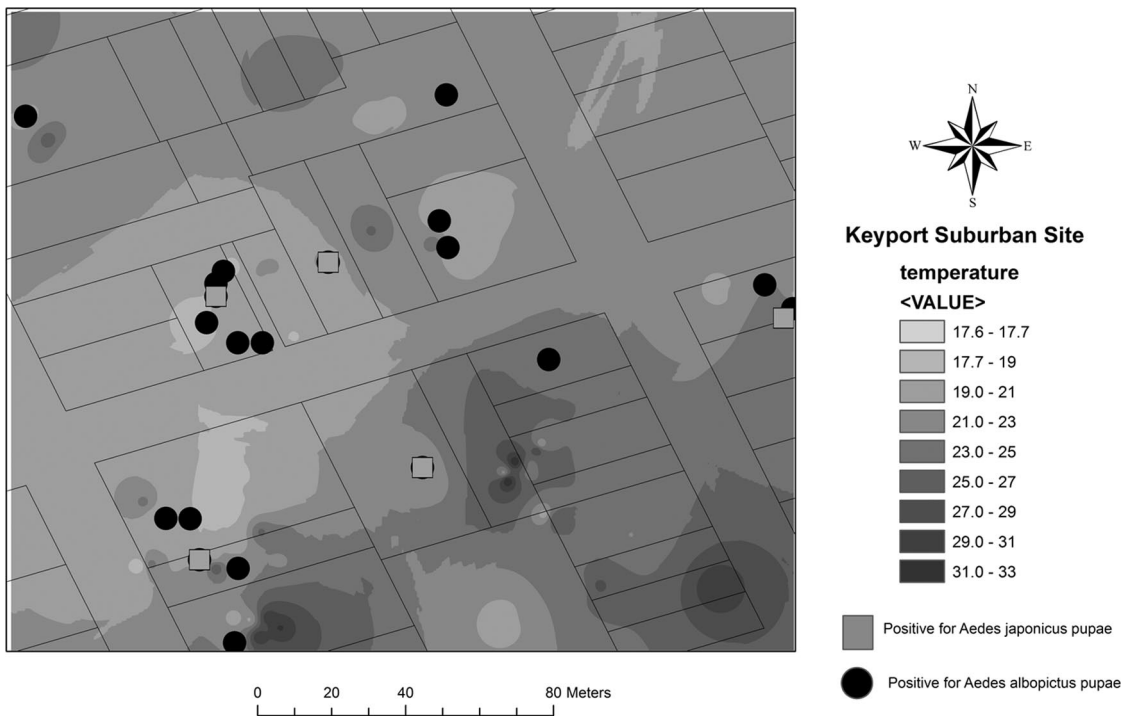 N
W E
S
Keyport Suburban Site
temperature
<VALUE>
17.6 - 17.7
17.7 - 19
19.0 - 21
21.0 - 23
23.0 - 25
25.0 - 27
27.0 - 29
29.0 - 31
31.0 - 33
Positive for Aedes japonicus pupae
Positive for Aedes albopictus pupae
0 20 40 80 Meters